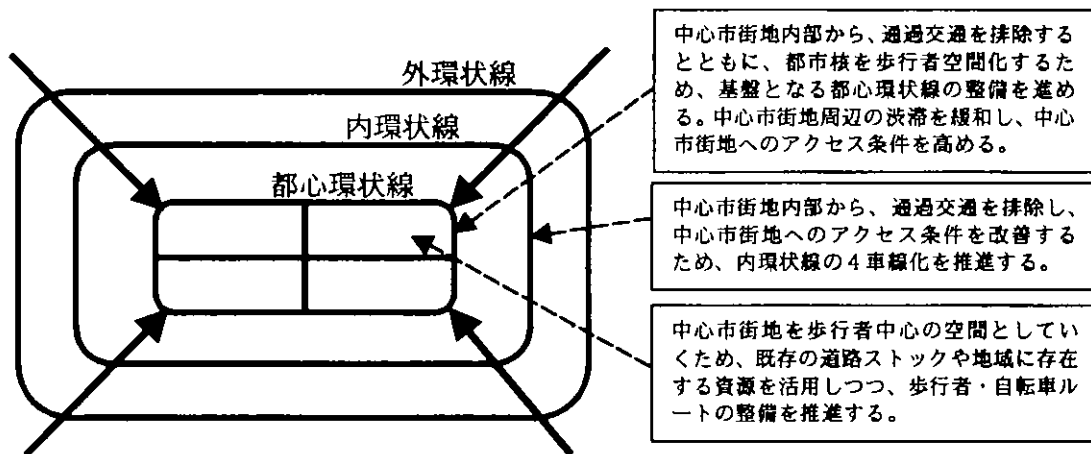 外環状線
内環状線
都心環状線
中心市街地内部から、通過交通を排除する
とともに、都市核を歩行者空間化するた
め、基盤となる都心環状線の整備を進め
る。中心市街地周辺の渋滞を緩和し、中心
市街地へのアクセス条件を高める。
中心市街地内部から、通過交通を排除し、
中心市街地へのアクセス条件を改善する
ため、内環状線の4車線化を推進する。
中心市街地を歩行者中心の空間としてい
くため、既存の道路ストックや地域に存在
する資源を活用しつつ、歩行者・自転車ル
ートの整備を推進する。